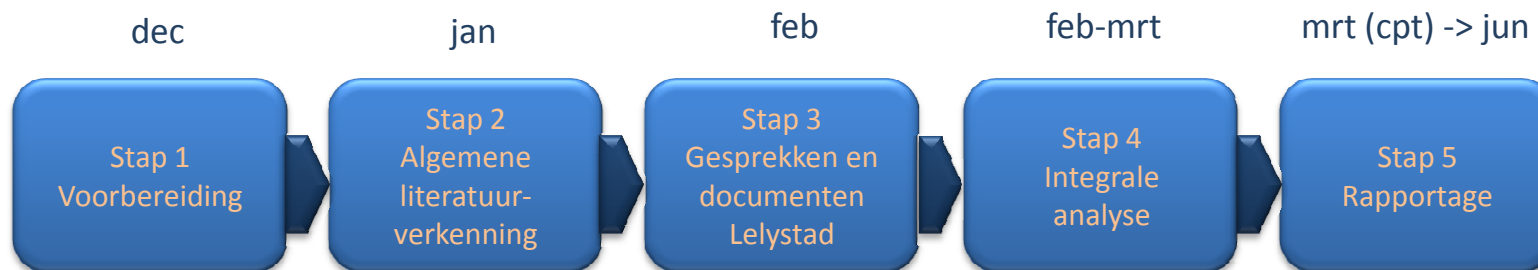 dec
jan
feb
feb-mrt
mrt (cpt) -> jun
Stap 1
Voorbereiding
Stap 2
Algemene
literatuur-
verkenning
Stap 3
Gesprekken en
documenten
Lelystad
Stap 4
Integrale
analyse
Stap 5
Rapportage